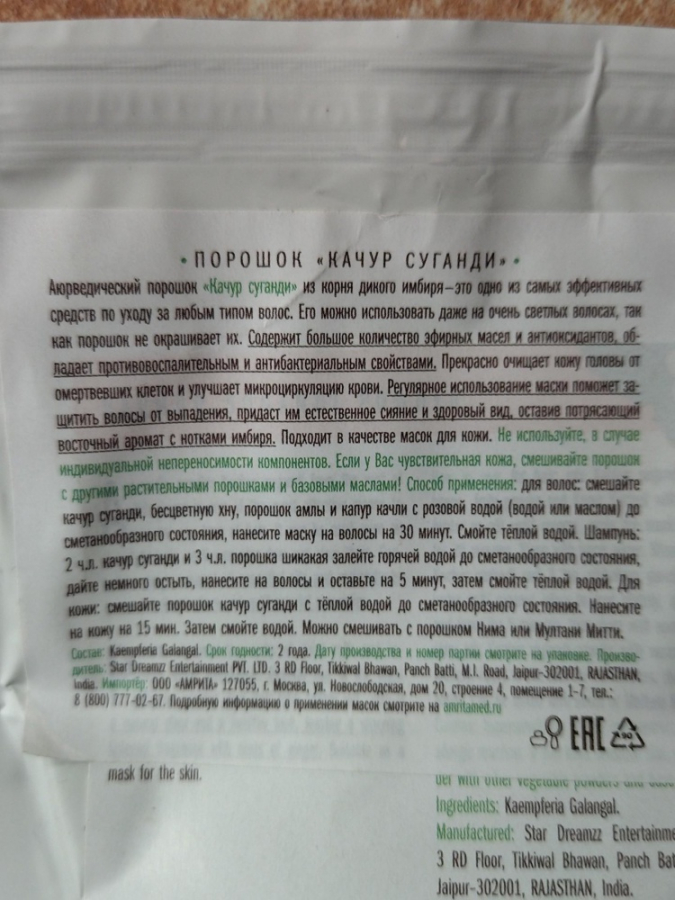 • ПОРОШОК «КАЧУР СУГАНДИ» •
Аюрведический порошок «Качур суганди» из корня дикого имбиря–это одно из самых эффективных
средств по уходу за любым типом волос. Его можно использовать даже на очень светлых волосах, так
как порошок не окрашивает их. Содержит большое количество эфирных масел и антиоксидантов, об-
ладает противовоспалительным и антибактериальным свойствами. Прекрасно очищает кожу головы от
омертвевших клеток и улучшает микроциркуляцию крови. Регулярное использование маски поможет за-
щитить волосы от выпадения, придаст им естественное сияние и здоровый вид, оставив потрясающий
восточный аромат с нотками имбиря. Подходит в качестве масок для кожи. Не используйте, в случае
индивидуальной непереносимости компонентов. Если у Вас чувствительная кожа, смешивайте порошок
с другими растительными порошками и базовыми маслами! Способ применения: для волос: смешайте
качур суганди, бесцветную хну, порошок амлы и капур качли с розовой водой (водой или маслом) до
сметанообразного состояния, нанесите маску на волосы на 30 минут. Смойте тёплой водой. Шампунь:
2 ч.л. качур суганди и 3 ч.л. порошка шикакая залейте горячей водой до сметанообразного состояния,
дайте немного остыть, нанесите на волосы и оставьте на 5 минут, затем смойте тёплой водой. Для
кожи: смешайте порошок качур суганди с тёплой водой до сметанообразного состояния. Нанесите
на кожу на 15 мин. Затем смойте водой. Можно смешивать с порошком Нима или Мултани Митти.
Состав: Kaempferia Galangal. Срок годности: 2 года. Дату производства и номер партии смотрите на упаковке. Произво-
дитель: Star Dreamzz Entertainment PVT. LTD. 3 RD Floor, Tikkiwal Bhawan, Panch Batti, M.I. Road, Jaipur-302001, RAJASTHAN,
India. Импортёр: ООО «АМРИТА» 127055, г. Москва, ул. Новослободская, дом 20, строение 4, помещение 1-7, тел.:
8 (800) 777-02-67. Подробную информацию о применении масок смотрите на amritamed.ru
EAC
mask for the skin.
der with other vegetable powders and
Ingredients: Kaempferia Galangal.
Manufactured: Star Dreamzz Entertainme
3 RD Floor, Tikkiwal Bhawan, Panch Bat
Jaipur-302001, RAJASTHAN, India.